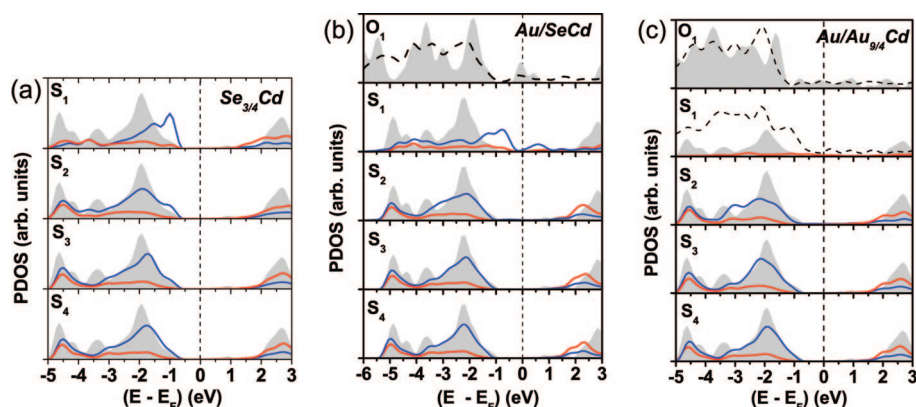 (a)
Se3/4Cd
S1
S2
S3
S4
PDOS (arb. units)
-5 -4 -3 -2 -1 0 1 2 3
(E - EF) (eV)
(b)
Au/SeCd
O1
S1
S2
S3
S4
PDOS (arb. units)
-6 -5 -4 -3 -2 -1 0 1 2 3
(E - EF) (eV)
(c)
Au/Au9/4Cd
O1
S1
S2
S3
S4
PDOS (arb. units)
-5 -4 -3 -2 -1 0 1 2 3
(E - EF) (eV)